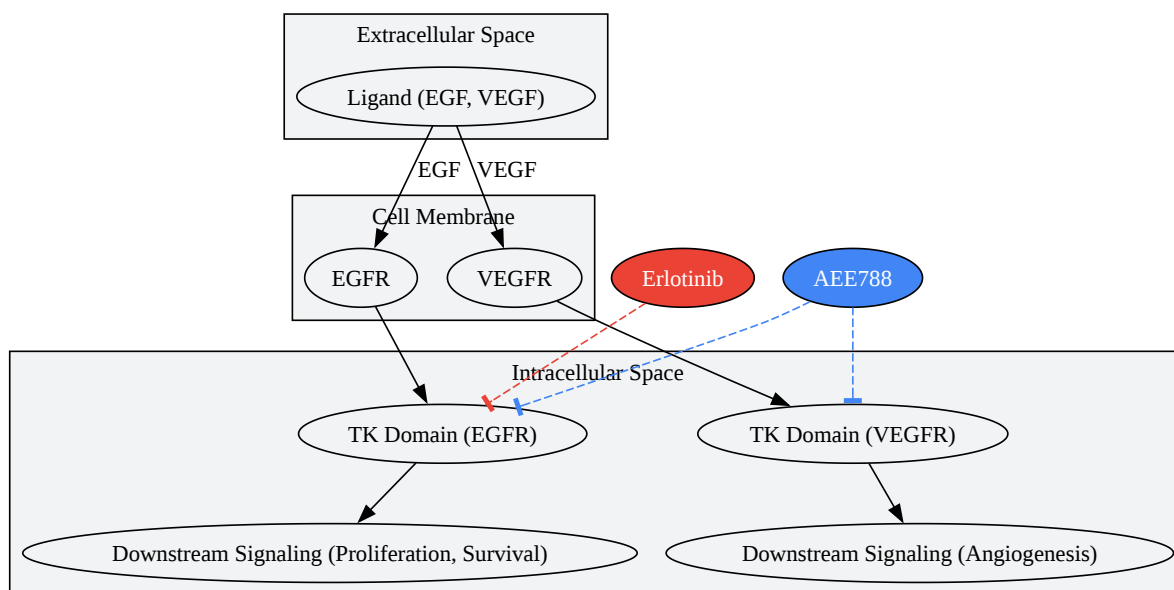 Extracellular Space
Ligand (EGF, VEGF)
EGF
VEGF
Cell Membrane
EGFR
VEGFR
Erlotinib
AEE788
Intracellular Space
TK Domain (EGFR)
TK Domain (VEGFR)
Downstream Signaling (Proliferation, Survival)
Downstream Signaling (Angiogenesis)